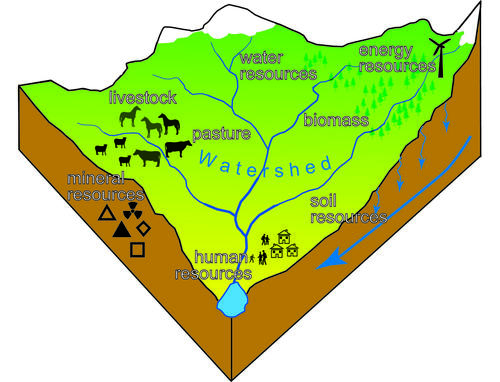 water
resources
energy
resources
livestock
biomass
pasture
Watershed
mineral
resources
soil
resources
human
resources